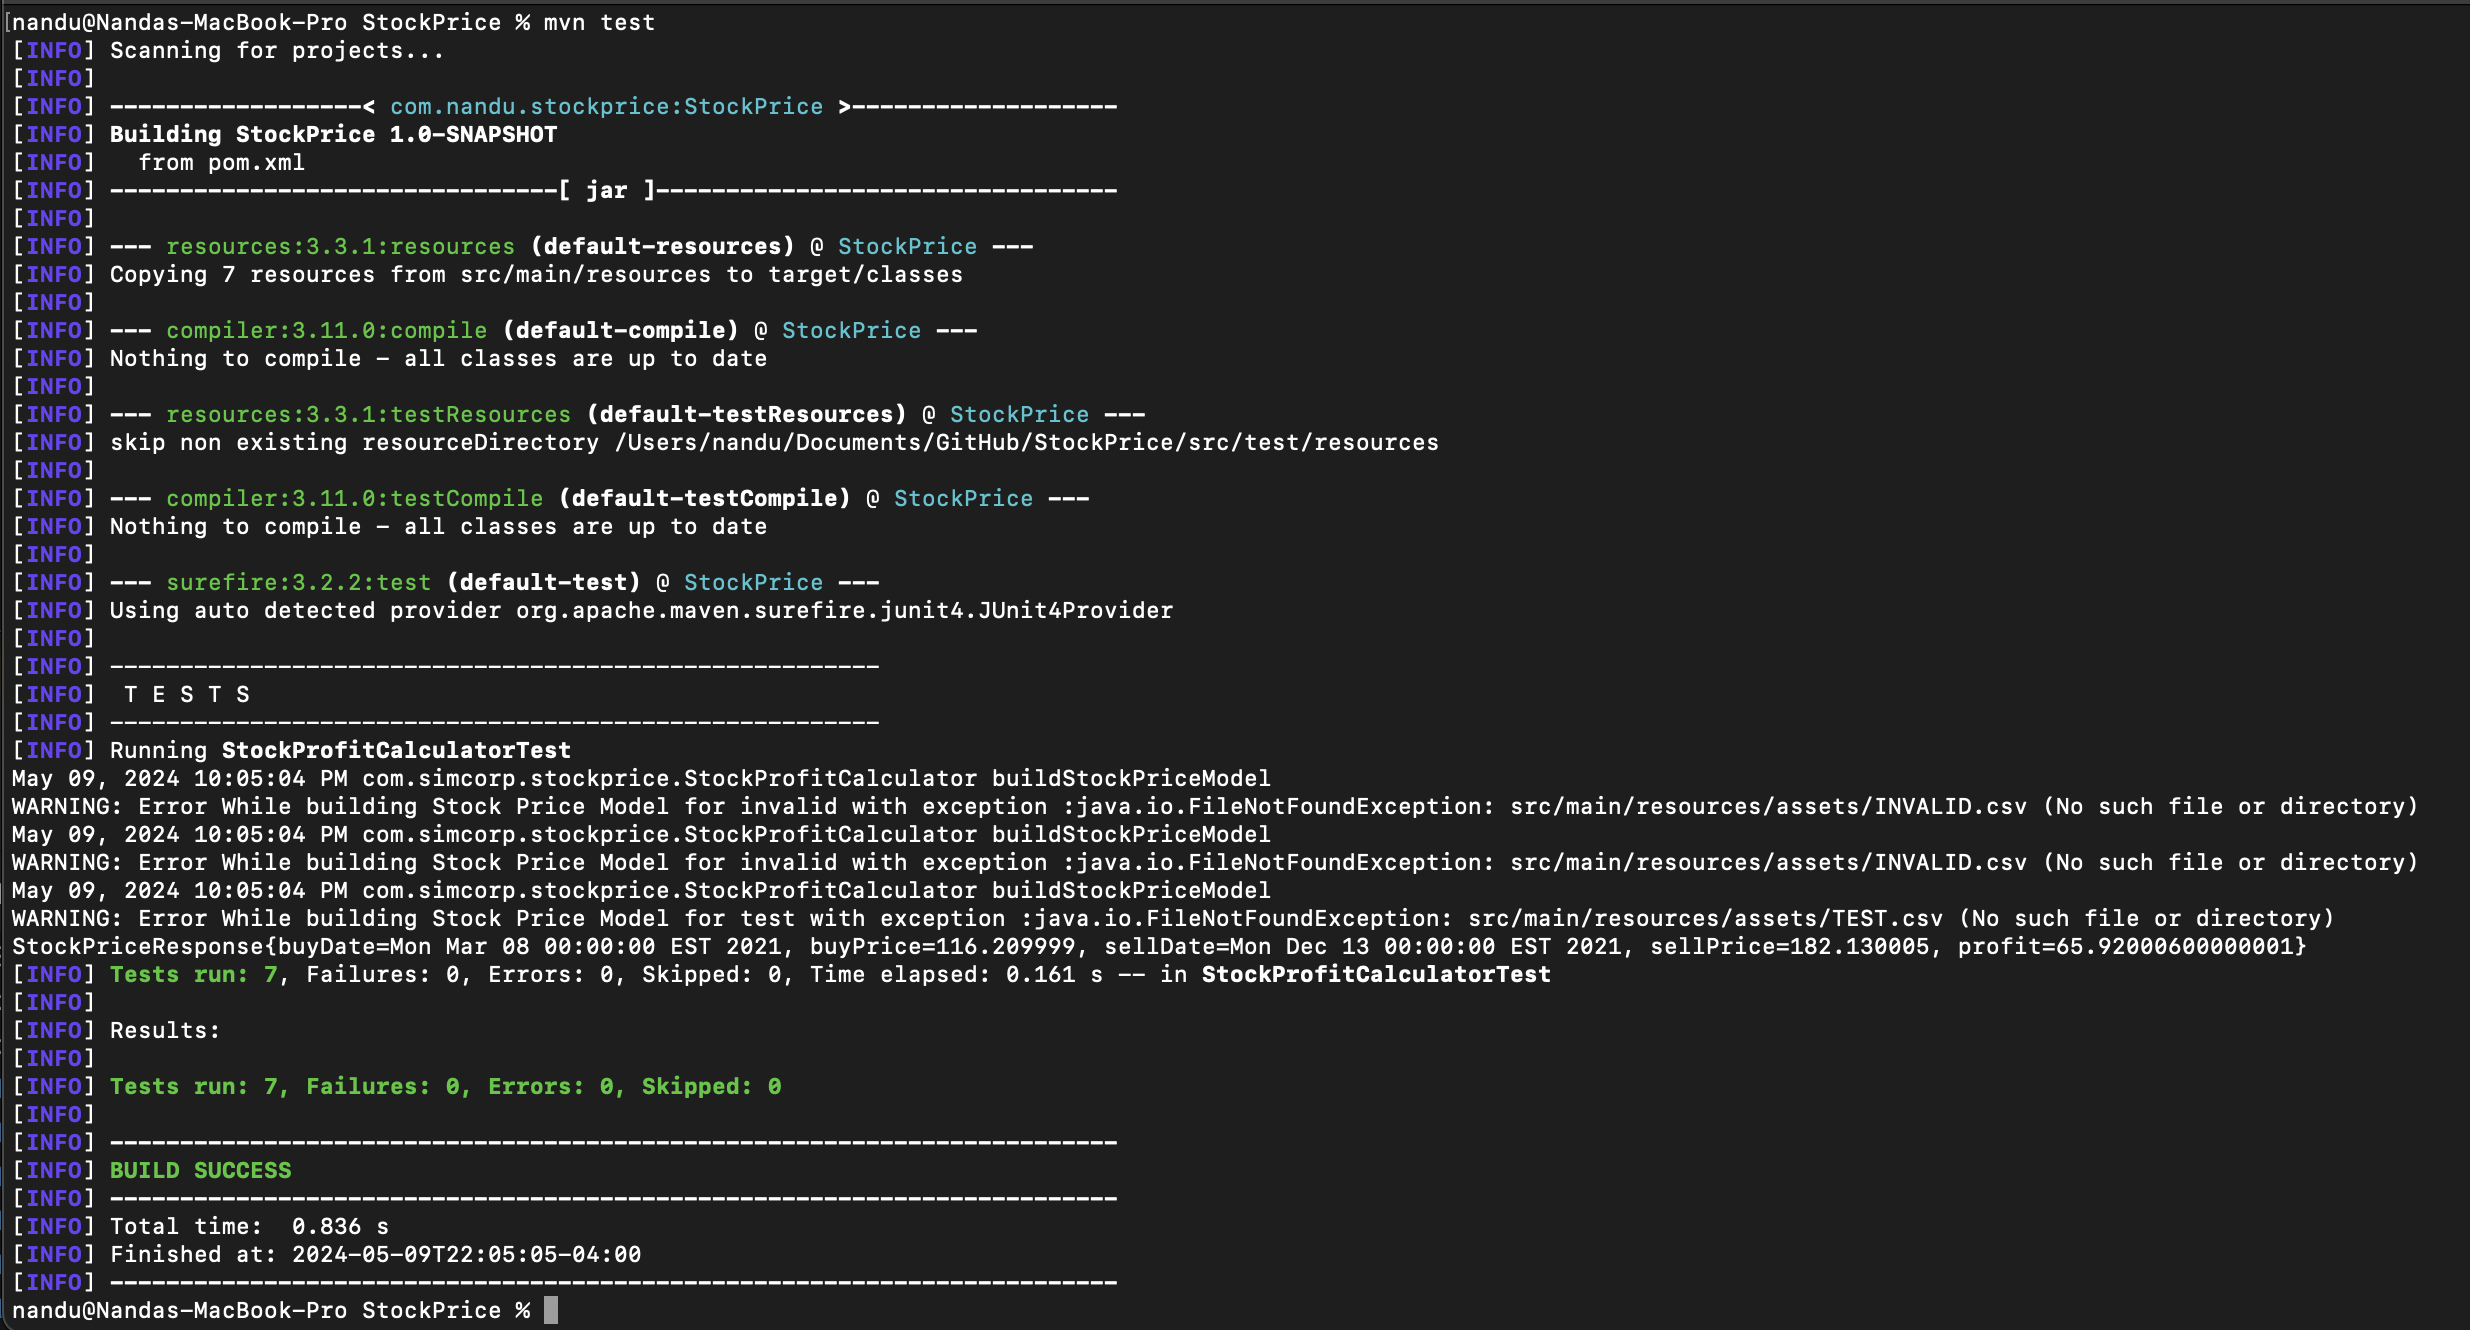 [nandu@Nandas-MacBook-Pro StockPrice % mvn test
[INFO] Scanning for projects...
[INFO]
[INFO] ------------------< com.nandu.stockprice:StockPrice >-------------------
[INFO] Building StockPrice 1.0-SNAPSHOT
[INFO]   from pom.xml
[INFO] --------------------------------[ jar ]---------------------------------
[INFO]
[INFO] --- resources:3.3.1:resources (default-resources) @ StockPrice ---
[INFO] Copying 7 resources from src/main/resources to target/classes
[INFO]
[INFO] --- compiler:3.11.0:compile (default-compile) @ StockPrice ---
[INFO] Nothing to compile - all classes are up to date
[INFO]
[INFO] --- resources:3.3.1:testResources (default-testResources) @ StockPrice ---
[INFO] skip non existing resourceDirectory /Users/nandu/Documents/GitHub/StockPrice/src/test/resources
[INFO]
[INFO] --- compiler:3.11.0:testCompile (default-testCompile) @ StockPrice ---
[INFO] Nothing to compile - all classes are up to date
[INFO]
[INFO] --- surefire:3.2.2:test (default-test) @ StockPrice ---
[INFO] Using auto detected provider org.apache.maven.surefire.junit4.JUnit4Provider
[INFO]
[INFO] -------------------------------------------------------
[INFO]  T E S T S
[INFO] -------------------------------------------------------
[INFO] Running StockProfitCalculatorTest
May 09, 2024 10:05:04 PM com.simcorp.stockprice.StockProfitCalculator buildStockPriceModel
WARNING: Error While building Stock Price Model for invalid with exception :java.io.FileNotFoundException: src/main/resources/assets/INVALID.csv (No such file or directory)
May 09, 2024 10:05:04 PM com.simcorp.stockprice.StockProfitCalculator buildStockPriceModel
WARNING: Error While building Stock Price Model for invalid with exception :java.io.FileNotFoundException: src/main/resources/assets/INVALID.csv (No such file or directory)
May 09, 2024 10:05:04 PM com.simcorp.stockprice.StockProfitCalculator buildStockPriceModel
WARNING: Error While building Stock Price Model for test with exception :java.io.FileNotFoundException: src/main/resources/assets/TEST.csv (No such file or directory)
StockPriceResponse{buyDate=Mon Mar 08 00:00:00 EST 2021, buyPrice=116.209999, sellDate=Mon Dec 13 00:00:00 EST 2021, sellPrice=182.130005, profit=65.92000600000001}
[INFO] Tests run: 7, Failures: 0, Errors: 0, Skipped: 0, Time elapsed: 0.161 s -- in StockProfitCalculatorTest
[INFO]
[INFO] Results:
[INFO]
[INFO] Tests run: 7, Failures: 0, Errors: 0, Skipped: 0
[INFO]
[INFO] ------------------------------------------------------------------------
[INFO] BUILD SUCCESS
[INFO] ------------------------------------------------------------------------
[INFO] Total time:  0.836 s
[INFO] Finished at: 2024-05-09T22:05:05-04:00
[INFO] ------------------------------------------------------------------------
nandu@Nandas-MacBook-Pro StockPrice %